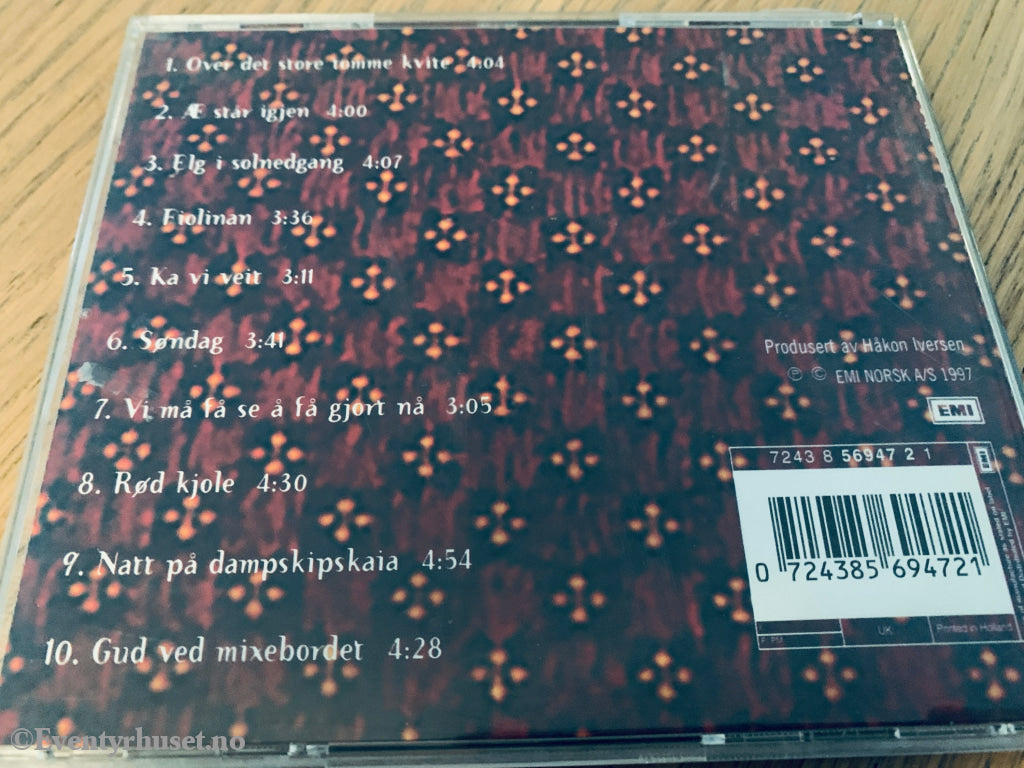 1. Over det store tomme kvite 4:04
2. Æ står igjen 4:00
3. Elg i solnedgang 4:07
4. Fiolinan 3:36
5. Ka vi veit 3:11
6. Søndag 3:41
7. Vi må få se å få gjort nå 3:05
8. Rød kjole 4:30
9. Natt på dampskipskaia 4:54
10. Gud ved mixebordet 4:28
Produsert av Håkon Iversen
Ⓟ © EMI NORSK A/S 1997
EMI
7243 8 56947 2 1
0 724385 694721
UK
Printed in Holland
©Eventyrhuset.no